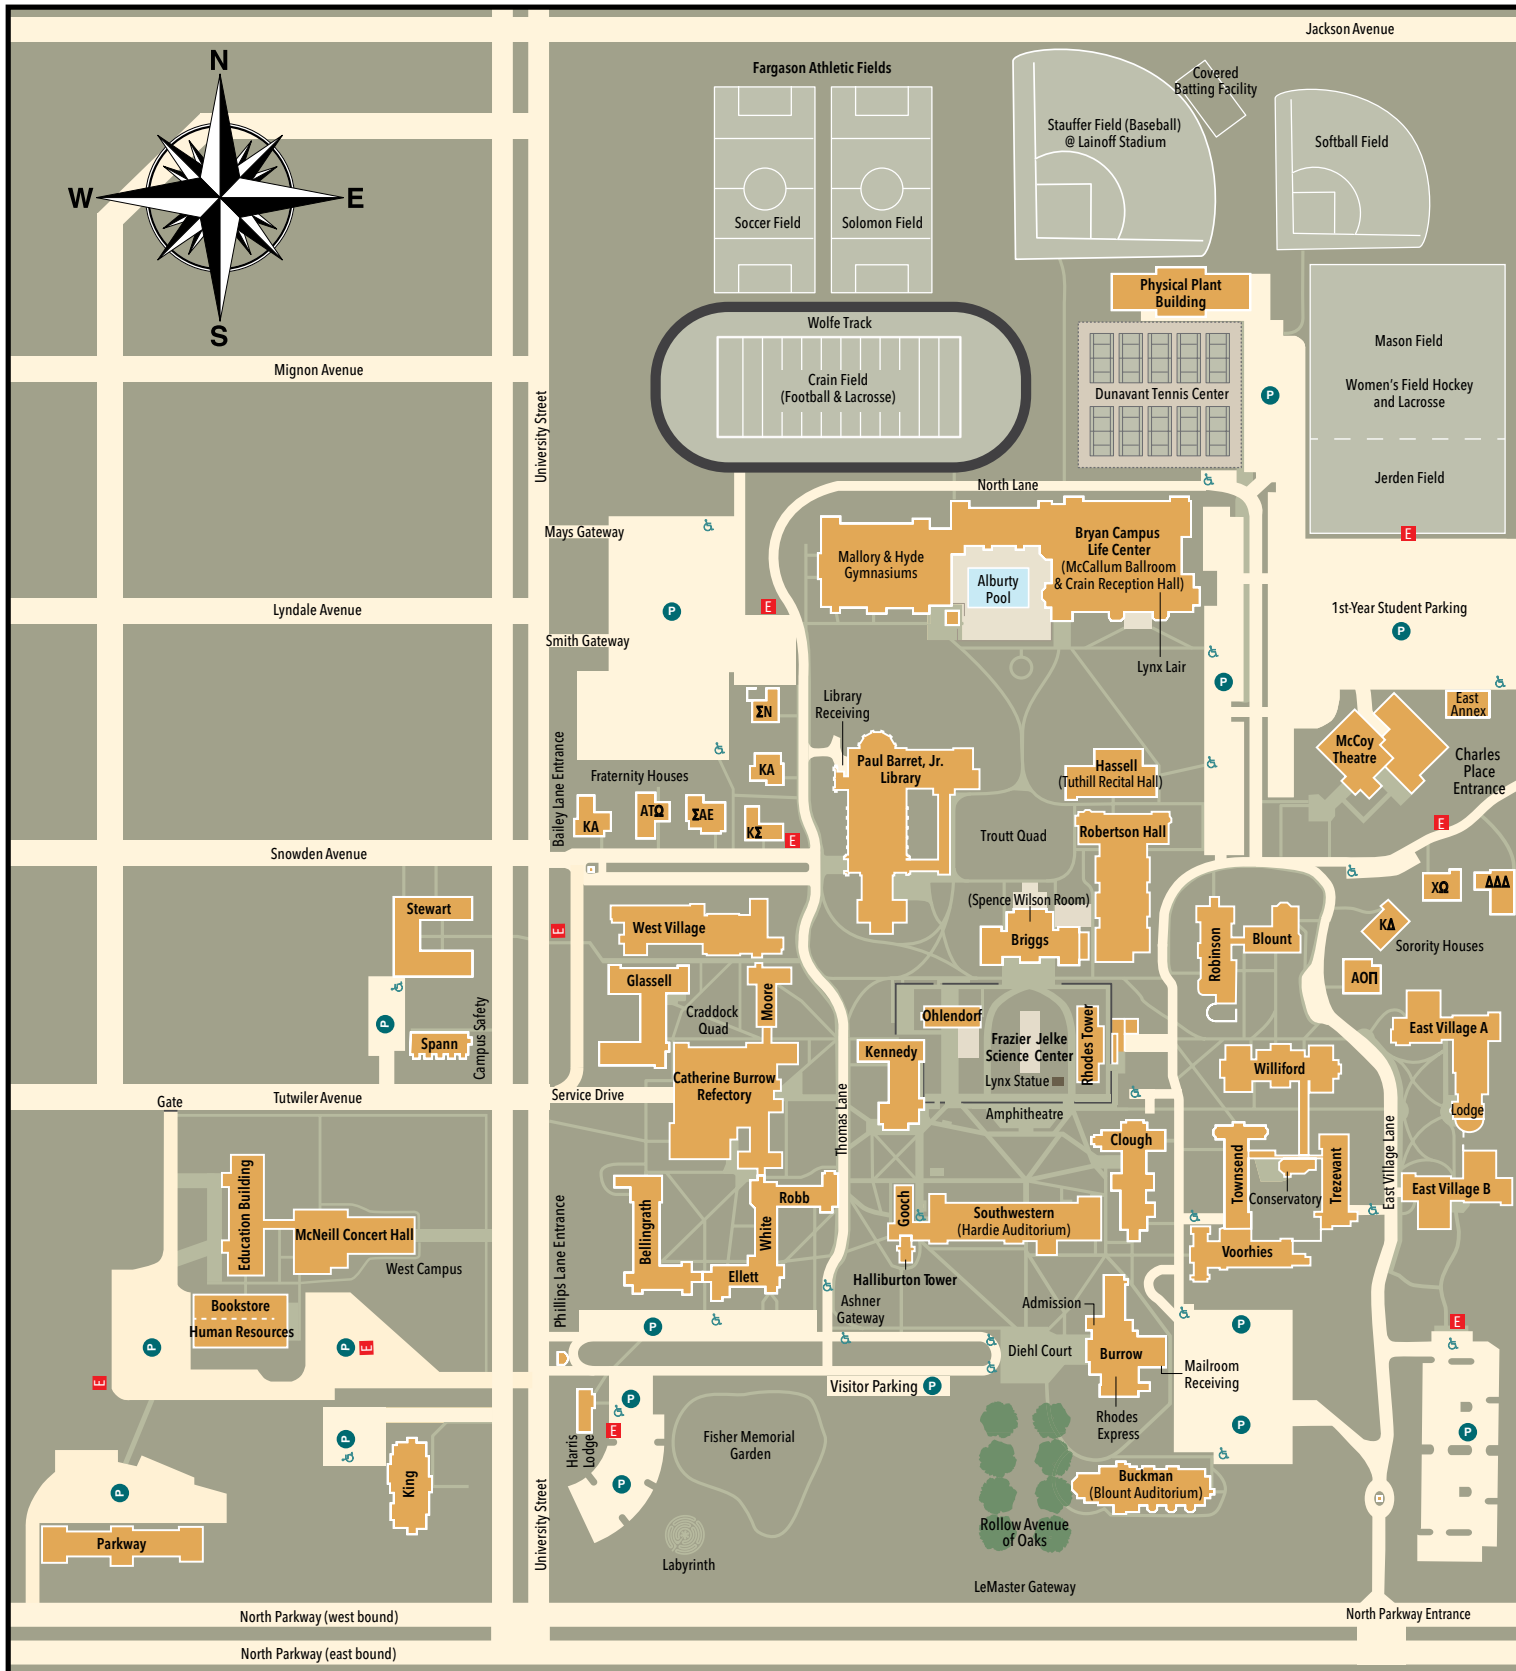 Jackson Avenue
N
W
E
S
Fargason Athletic Fields
Covered
Batting Facility
Stauffer Field (Baseball)
@ Lainoff Stadium
Softball Field
Soccer Field
Solomon Field
Physical Plant
Building
Wolfe Track
Crain Field
(Football & Lacrosse)
Mignon Avenue
University Street
Dunavant Tennis Center
P
Mason Field
Women's Field Hockey
and Lacrosse
Jerden Field
E
North Lane
Mays Gateway
Mallory & Hyde
Gymnasiums
Alburty
Pool
Bryan Campus
Life Center
(McCallum Ballroom
& Crain Reception Hall)
Lynx Lair
Lyndale Avenue
Smith Gateway
P
E
1st-Year Student Parking
P
P
East
Annex
McCoy
Theatre
Charles
Place
Entrance
Library
Receiving
ΣN
KA
Bailey Lane Entrance
Fraternity Houses
KA
ATΩ
ΣAE
KΣ
E
Paul Barret, Jr.
Library
Hassell
(Tuthill Recital Hall)
Troutt Quad
Robertson Hall
E
Snowden Avenue
Stewart
E
West Village
(Spence Wilson Room)
Briggs
Robinson
Blount
XΩ
ΔΔΔ
KΔ
Sorority Houses
AOΠ
Glassell
Moore
Craddock
Quad
P
Spann
Campus Safety
Ohlendorf
Kennedy
Frazier Jelke
Science Center
Rhodes Tower
Lynx Statue
Amphitheatre
East Village A
Williford
Lodge
Catherine Burrow
Refectory
Gate
Tutwiler Avenue
Service Drive
Thomas Lane
Clough
Townsend
Conservatory
Trezevant
East Village Lane
East Village B
Education Building
McNeill Concert Hall
West Campus
Phillips Lane Entrance
Bellingrath
White
Robb
Ellett
Gooch
Southwestern
(Hardie Auditorium)
Halliburton Tower
Voorhies
Bookstore
Human Resources
P
P
E
E
P
Ashner
Gateway
Admission
Diehl Court
Burrow
Mailroom
Receiving
P
E
Visitor Parking
P
Rhodes
Express
P
P
P
Harris
Lodge
P
E
P
Fisher Memorial
Garden
King
P
Parkway
University Street
Labyrinth
Buckman
(Blount Auditorium)
Rollow Avenue
of Oaks
LeMaster Gateway
North Parkway (west bound)
North Parkway Entrance
North Parkway (east bound)